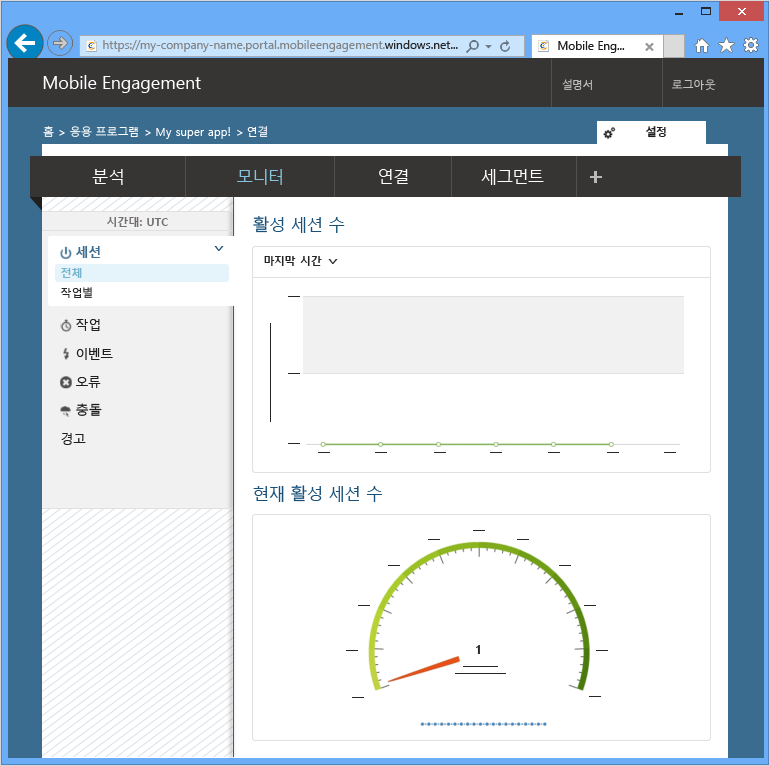 https://my-company-name.portal.mobileengagement.windows.net...
Mobile Eng...
Mobile Engagement
설명서
로그아웃
홈 > 응용 프로그램 > My super app! > 연결
설정
분석
모니터
연결
세그먼트
+
시간대: UTC
세션
전체
작업별
작업
이벤트
오류
충돌
경고
활성 세션 수
마지막 시간
현재 활성 세션 수
1